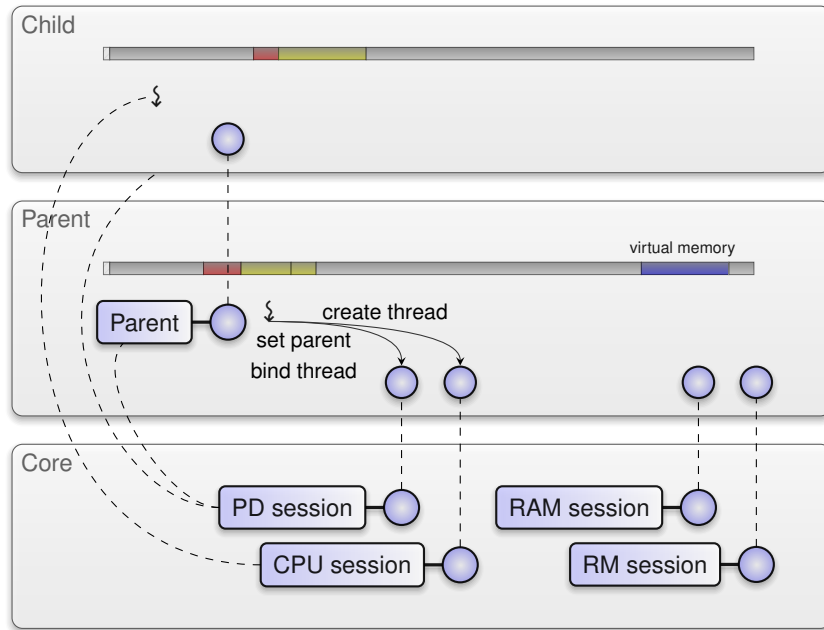 Child
Parent
virtual memory
Parent
create thread
set parent
bind thread
Core
PD session
RAM session
CPU session
RM session